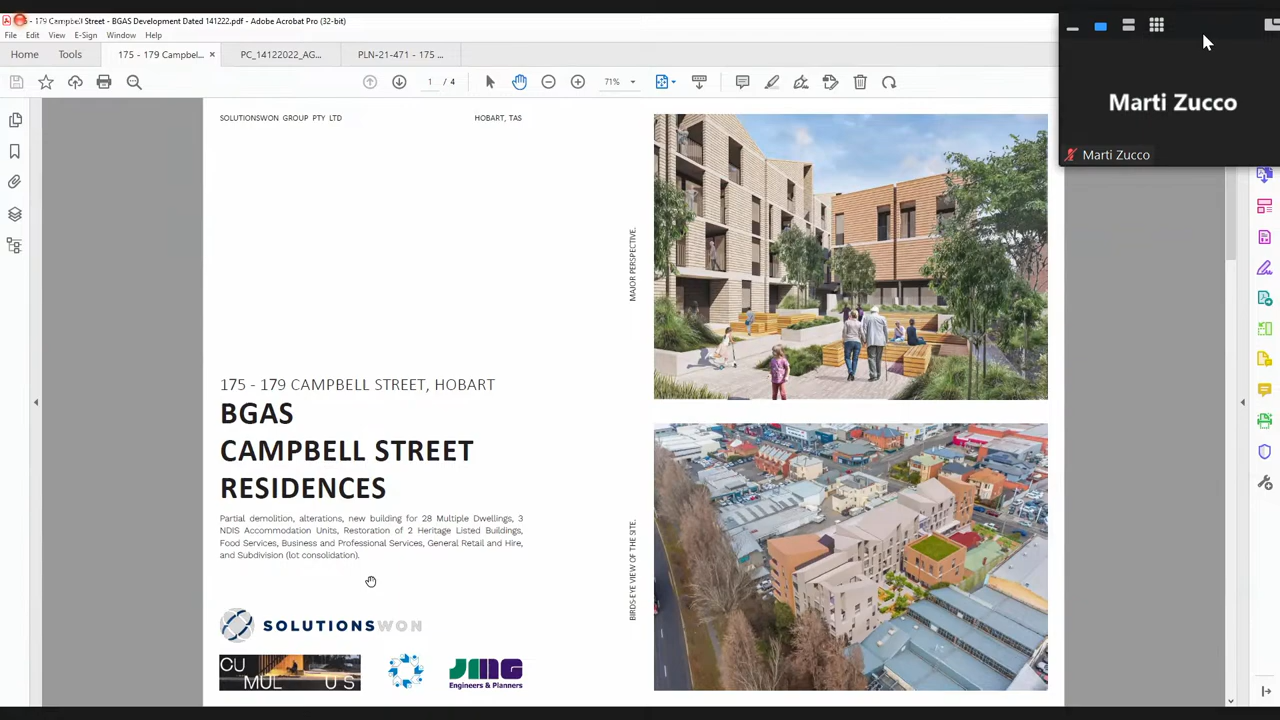 175 - 179 Campbell Street - BGAS Development Dated 141222.pdf - Adobe Acrobat Pro (32-bit)
File Edit View E-Sign Window Help
Home Tools 175 - 179 Campbel... × PC_14122022_AG... PLN-21-471 - 175 ...
1 / 4 71%
Marti Zucco
Marti Zucco
SOLUTIONSWON GROUP PTY LTD HOBART, TAS
MAJOR PERSPECTIVE.
175 - 179 CAMPBELL STREET, HOBART
BGAS
CAMPBELL STREET
RESIDENCES
Partial demolition, alterations, new building for 28 Multiple Dwellings, 3
NDIS Accommodation Units, Restoration of 2 Heritage Listed Buildings,
Food Services, Business and Professional Services, General Retail and Hire,
and Subdivision (lot consolidation).
BIRDS-EYE VIEW OF THE SITE.
SOLUTIONSWON
CU
MUL US
JMG
Engineers & Planners